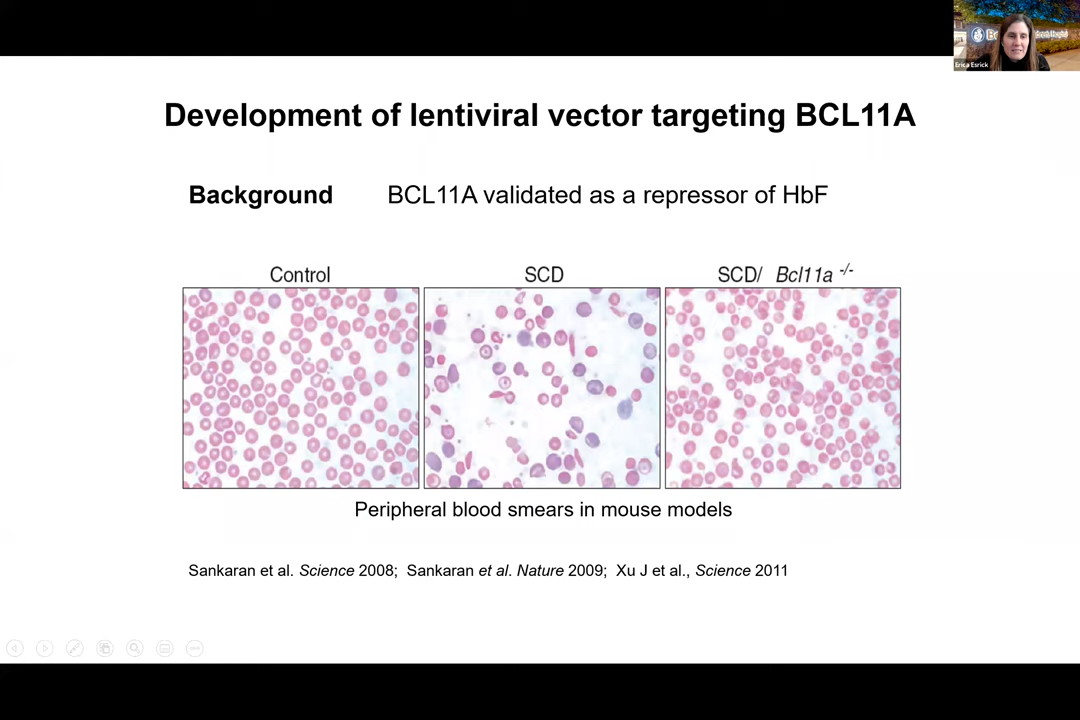 Erica Esrick
Development of lentiviral vector targeting BCL11A
Background BCL11A validated as a repressor of HbF
Control SCD SCD/ Bcl11a -/-
Peripheral blood smears in mouse models
Sankaran et al. Science 2008; Sankaran et al. Nature 2009; Xu J et al., Science 2011